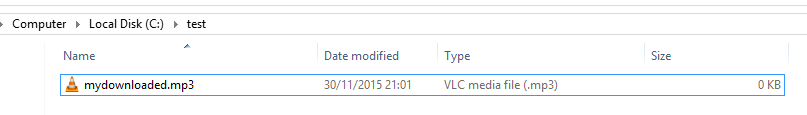 Computer Local Disk (C:) test
Name Date modified Type Size
mydownloaded.mp3 30/11/2015 21:01 VLC media file (.mp3) 0 KB